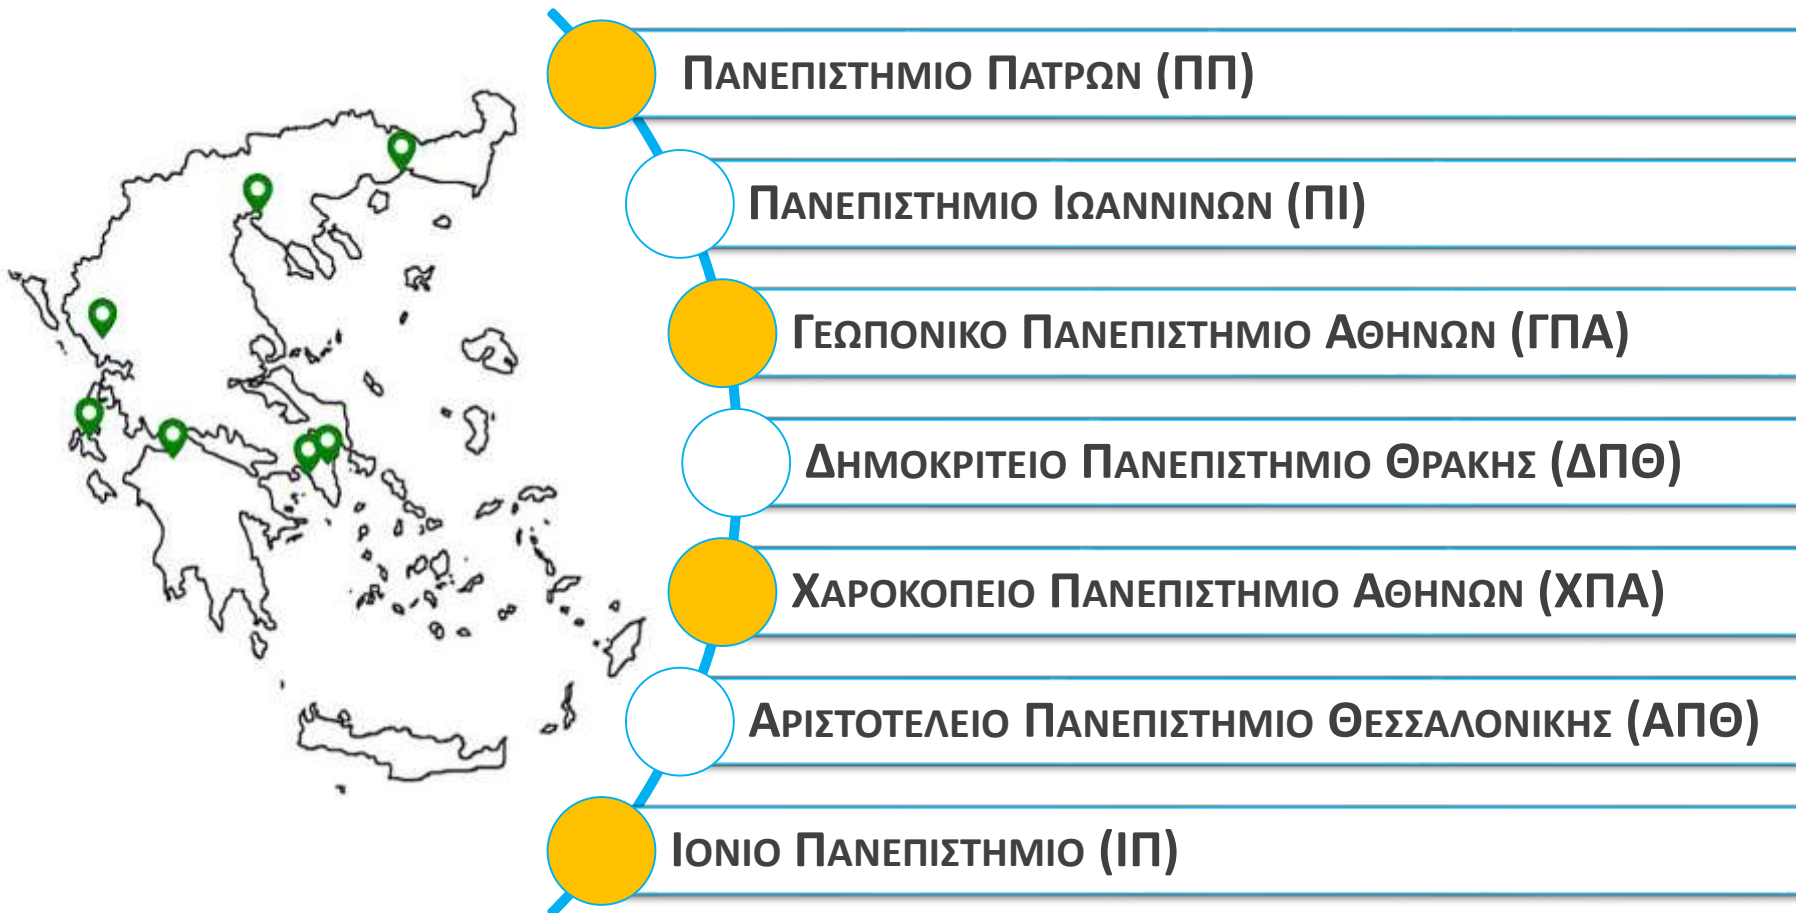 ΠΑΝΕΠΙΣΤΗΜΙΟ ΠΑΤΡΩΝ (ΠΠ)
ΠΑΝΕΠΙΣΤΗΜΙΟ ΙΩΑΝΝΙΝΩΝ (ΠΙ)
ΓΕΩΠΟΝΙΚΟ ΠΑΝΕΠΙΣΤΗΜΙΟ ΑΘΗΝΩΝ (ΓΠΑ)
ΔΗΜΟΚΡΙΤΕΙΟ ΠΑΝΕΠΙΣΤΗΜΙΟ ΘΡΑΚΗΣ (ΔΠΘ)
ΧΑΡΟΚΟΠΕΙΟ ΠΑΝΕΠΙΣΤΗΜΙΟ ΑΘΗΝΩΝ (ΧΠΑ)
ΑΡΙΣΤΟΤΕΛΕΙΟ ΠΑΝΕΠΙΣΤΗΜΙΟ ΘΕΣΣΑΛΟΝΙΚΗΣ (ΑΠΘ)
ΙΟΝΙΟ ΠΑΝΕΠΙΣΤΗΜΙΟ (ΙΠ)